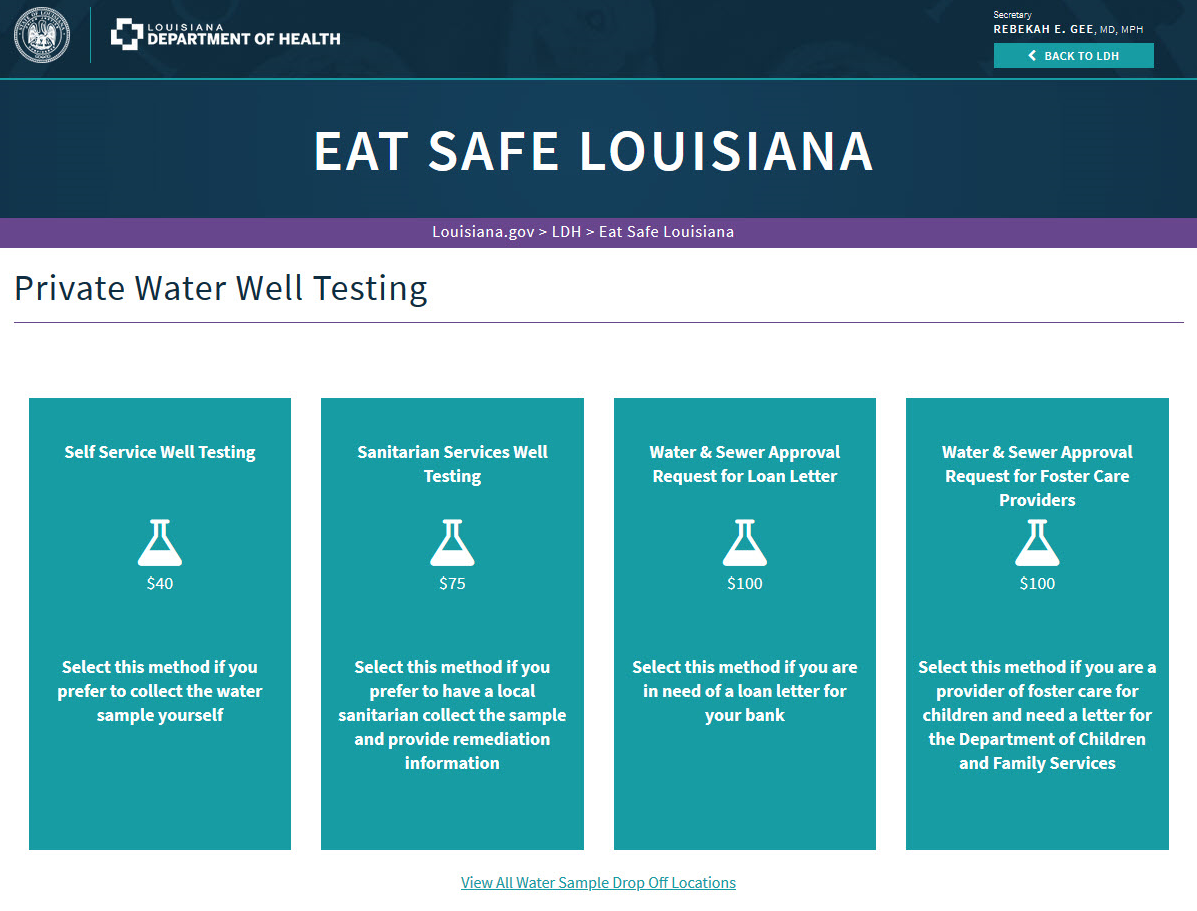 LOUISIANA
DEPARTMENT OF HEALTH
Secretary
REBEKAH E. GEE, MD, MPH
BACK TO LDH
EAT SAFE LOUISIANA
Louisiana.gov > LDH > Eat Safe Louisiana
Private Water Well Testing
Self Service Well Testing
$40
Select this method if you
prefer to collect the water
sample yourself
Sanitarian Services Well
Testing
$75
Select this method if you
prefer to have a local
sanitarian collect the sample
and provide remediation
information
Water & Sewer Approval
Request for Loan Letter
$100
Select this method if you are
in need of a loan letter for
your bank
Water & Sewer Approval
Request for Foster Care
Providers
$100
Select this method if you are a
provider of foster care for
children and need a letter for
the Department of Children
and Family Services
View All Water Sample Drop Off Locations